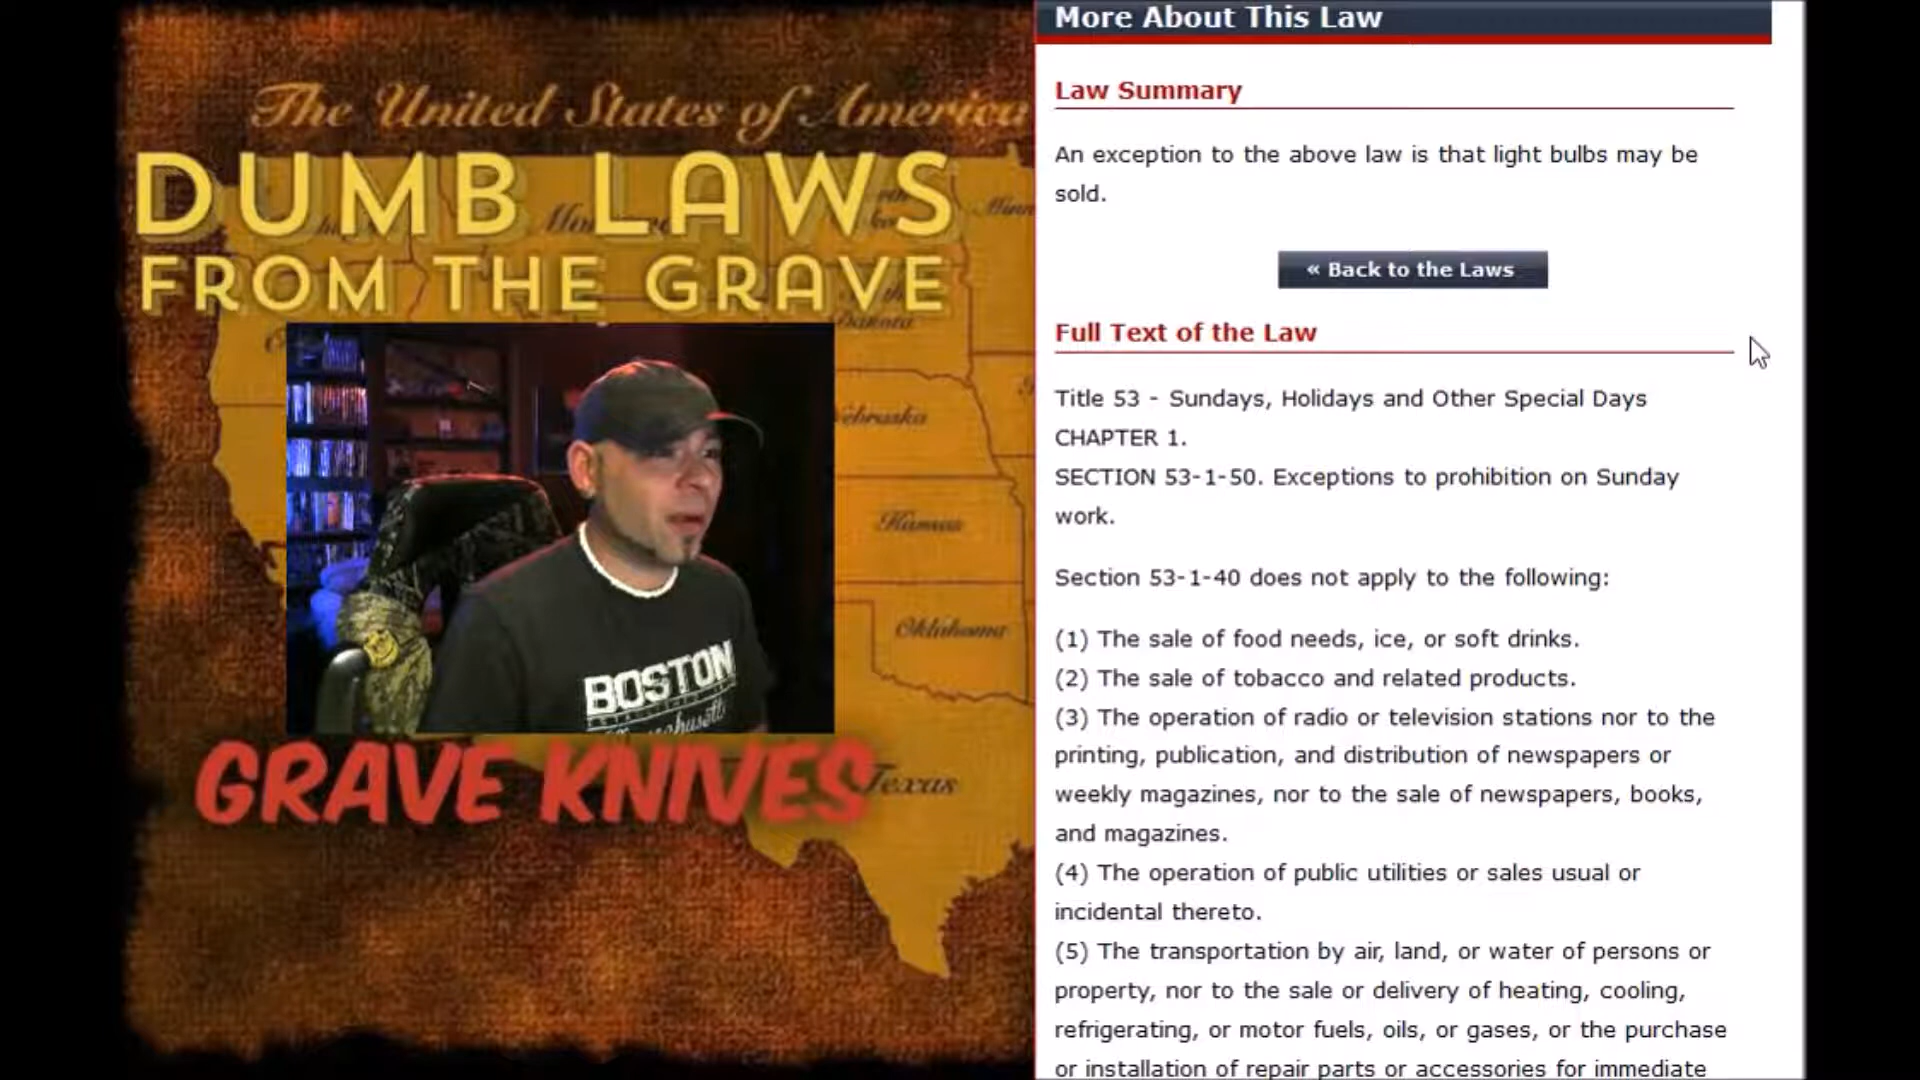 The United States of America
DUMB LAWS
FROM THE GRAVE
Dakota
Nebraska
Kansas
Oklahoma
BOSTON
GRAVE KNIVES
Texas
More About This Law
Law Summary
An exception to the above law is that light bulbs may be
sold.
« Back to the Laws
Full Text of the Law
Title 53 - Sundays, Holidays and Other Special Days
CHAPTER 1.
SECTION 53-1-50. Exceptions to prohibition on Sunday
work.
Section 53-1-40 does not apply to the following:
(1) The sale of food needs, ice, or soft drinks.
(2) The sale of tobacco and related products.
(3) The operation of radio or television stations nor to the
printing, publication, and distribution of newspapers or
weekly magazines, nor to the sale of newspapers, books,
and magazines.
(4) The operation of public utilities or sales usual or
incidental thereto.
(5) The transportation by air, land, or water of persons or
property, nor to the sale or delivery of heating, cooling,
refrigerating, or motor fuels, oils, or gases, or the purchase
or installation of repair parts or accessories for immediate